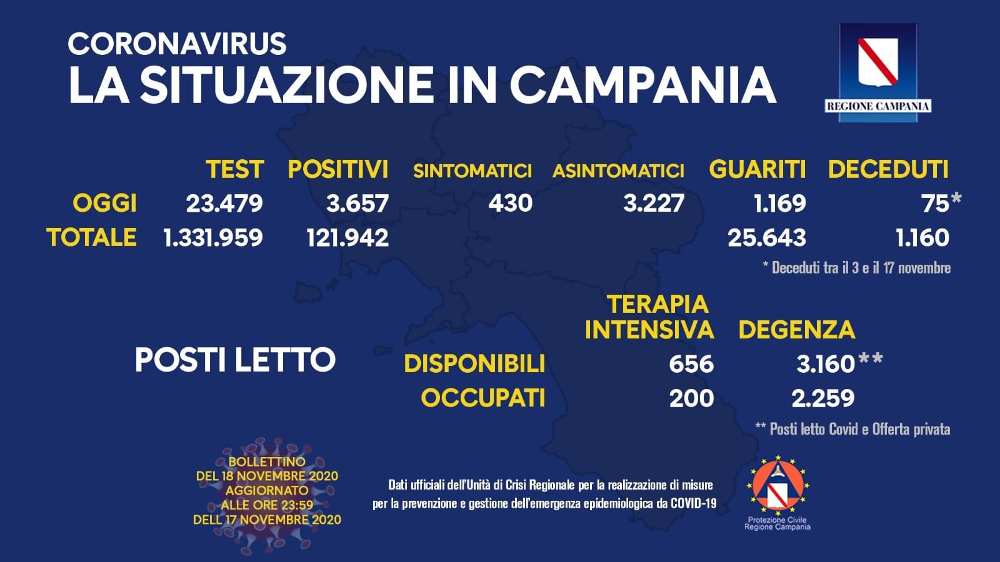 CORONAVIRUS
LA SITUAZIONE IN CAMPANIA
REGIONE CAMPANIA
TEST POSITIVI SINTOMATICI ASINTOMATICI GUARITI DECEDUTI
OGGI 23.479 3.657 430 3.227 1.169 75*
TOTALE 1.331.959 121.942 25.643 1.160
* Deceduti tra il 3 e il 17 novembre
TERAPIA
INTENSIVA DEGENZA
POSTI LETTO
DISPONIBILI 656 3.160**
OCCUPATI 200 2.259
** Posti letto Covid e Offerta privata
BOLLETTINO
DEL 18 NOVEMBRE 2020
AGGIORNATO
ALLE ORE 23:59
DELL 17 NOVEMBRE 2020
Dati ufficiali dell'Unità di Crisi Regionale per la realizzazione di misure
per la prevenzione e gestione dell'emergenza epidemiologica da COVID-19
Protezione Civile
Regione Campania